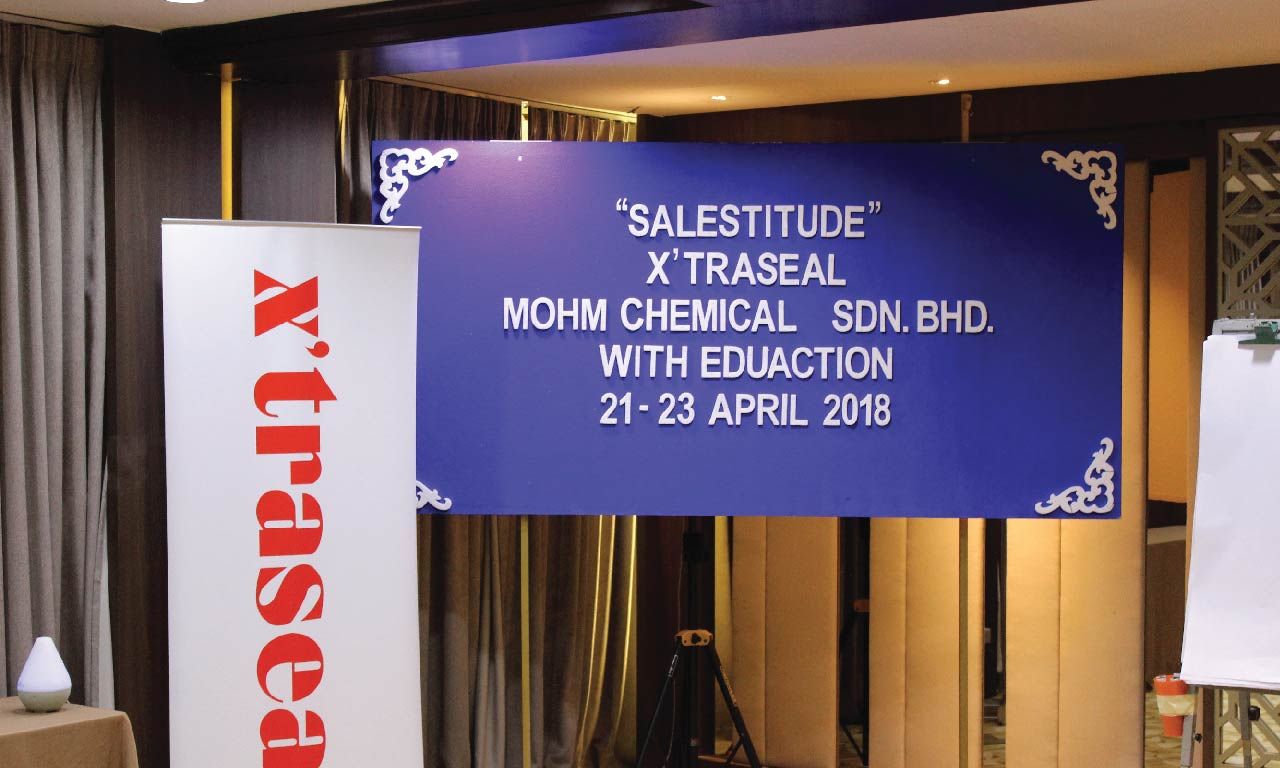 x'trasea
“SALESTITUDE”
X'TRASEAL
MOHM CHEMICAL SDN. BHD.
WITH EDUACTION
21 - 23 APRIL 2018